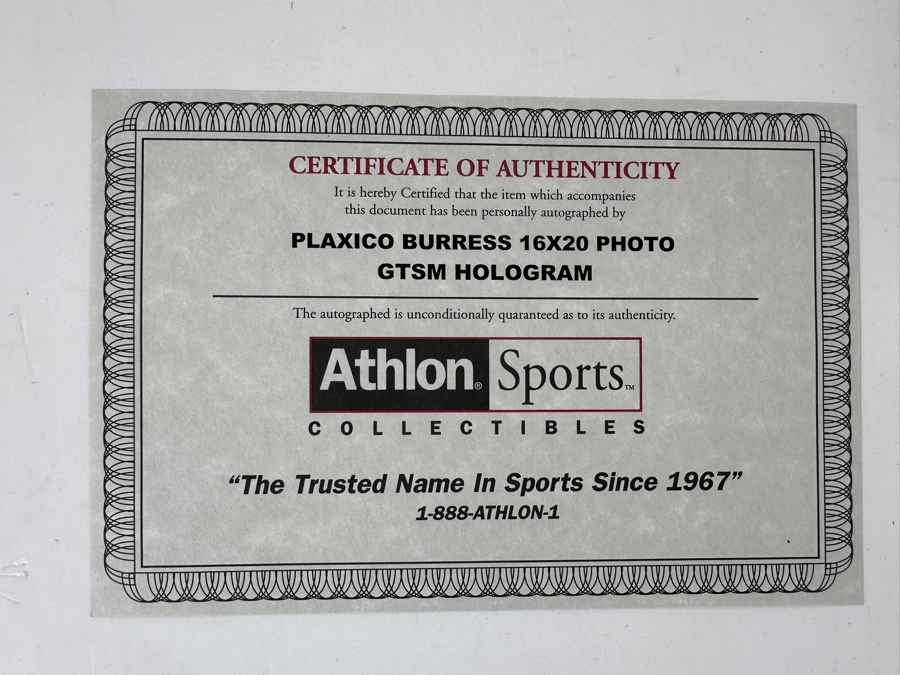 CERTIFICATE OF AUTHENTICITY
It is hereby Certified that the item which accompanies
this document has been personally autographed by
PLAXICO BURRESS 16X20 PHOTO
GTSM HOLOGRAM
The autographed is unconditionally quaranteed as to its authenticity.
Athlon® Sports™
COLLECTIBLES
“The Trusted Name In Sports Since 1967”
1-888-ATHLON-1